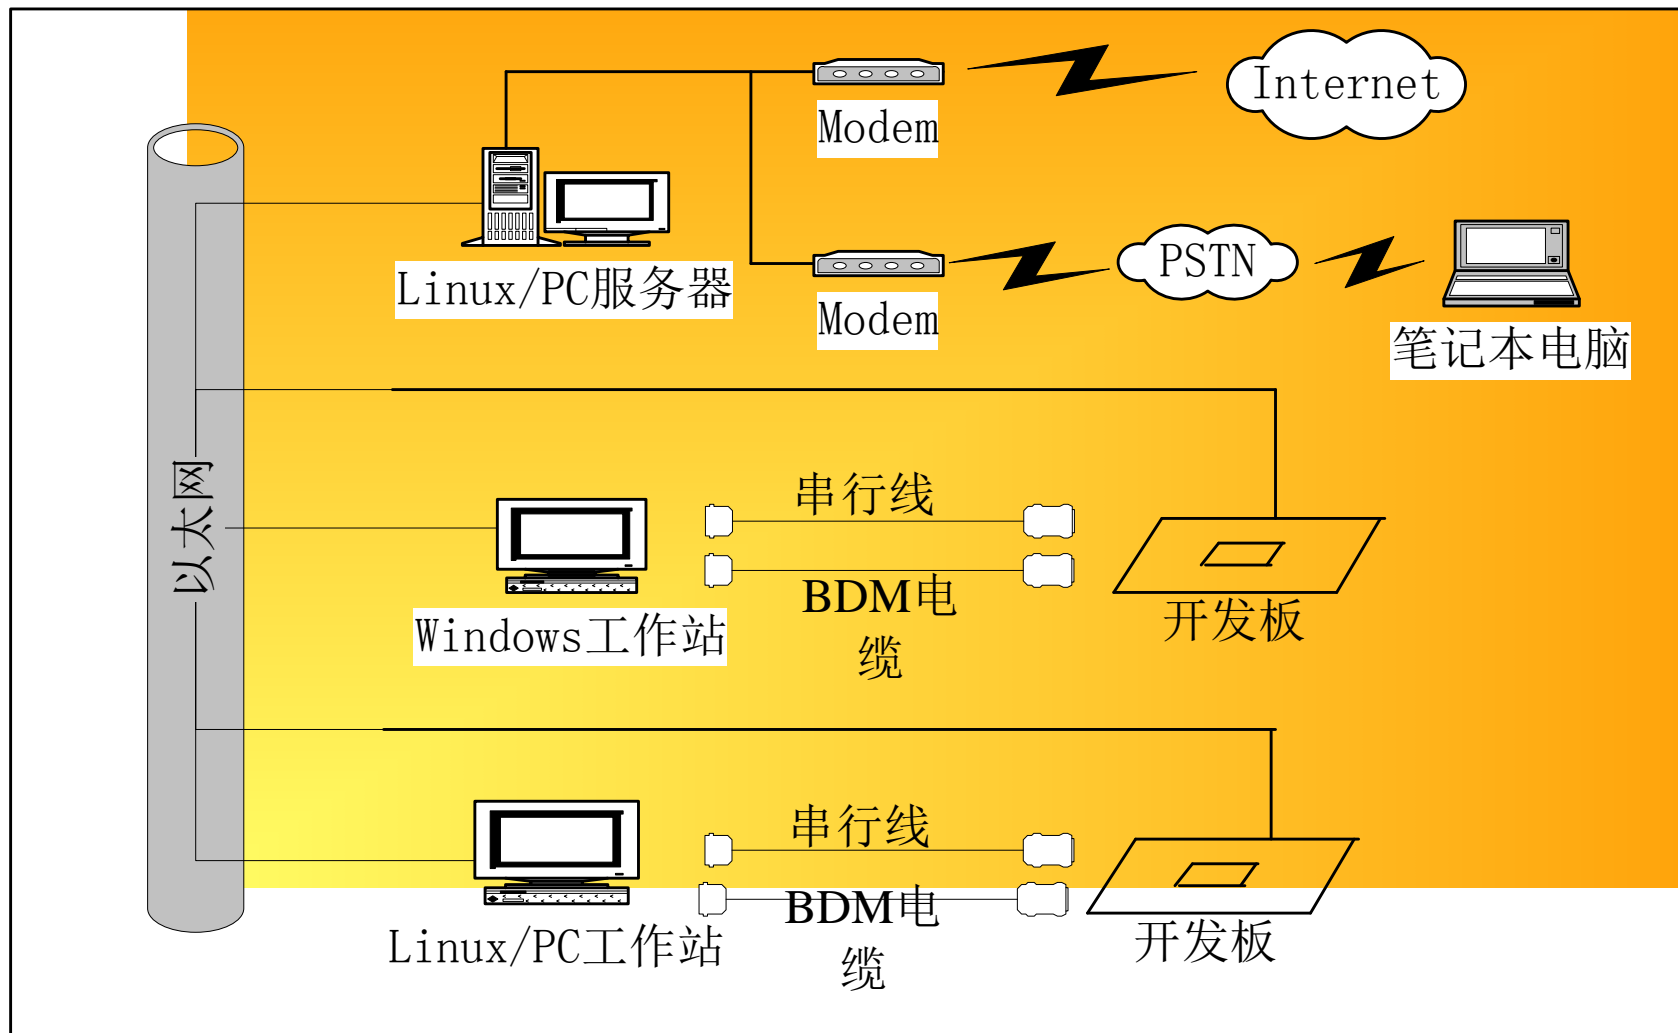 Internet
Modem
PSTN
Linux/PC服务器
Modem
笔记本电脑
以太网
串行线
BDM电
缆
Windows工作站
开发板
串行线
BDM电
缆
Linux/PC工作站
开发板